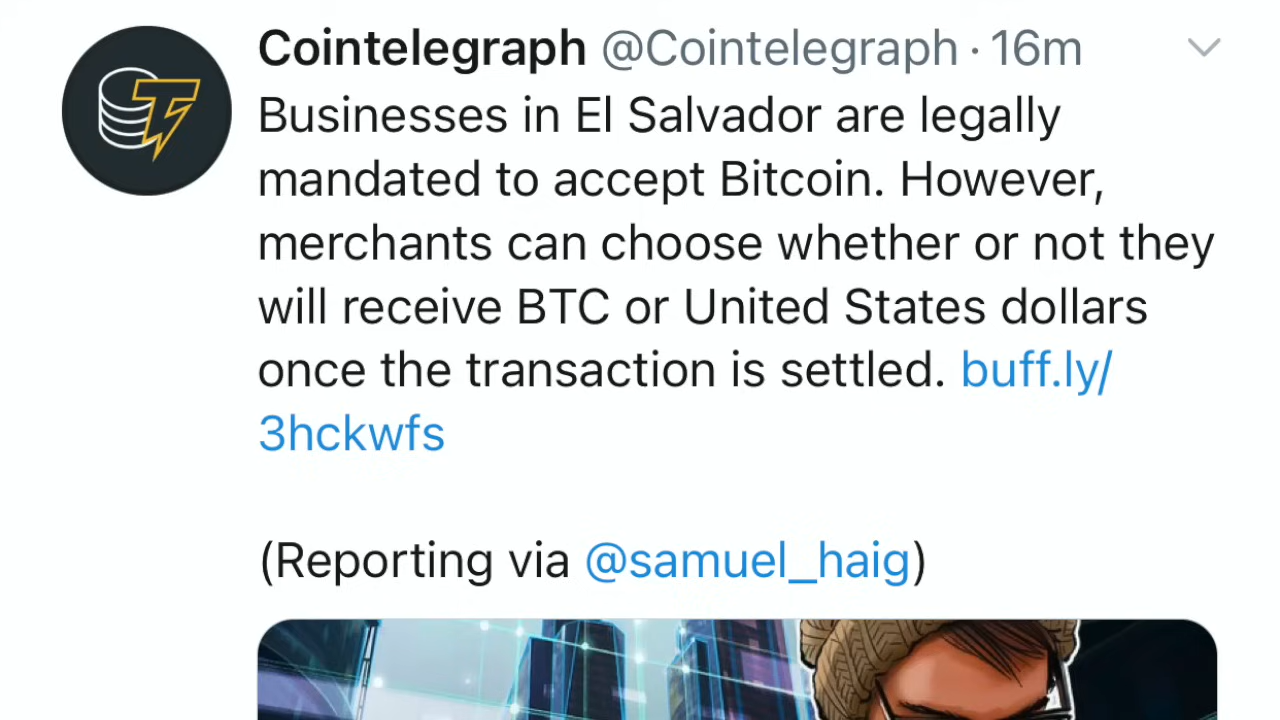 Cointelegraph @Cointelegraph · 16m
Businesses in El Salvador are legally
mandated to accept Bitcoin. However,
merchants can choose whether or not they
will receive BTC or United States dollars
once the transaction is settled. buff.ly/
3hckwfs
(Reporting via @samuel_haig)